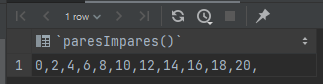 1 row
`paresImpares()`
1 0,2,4,6,8,10,12,14,16,18,20,